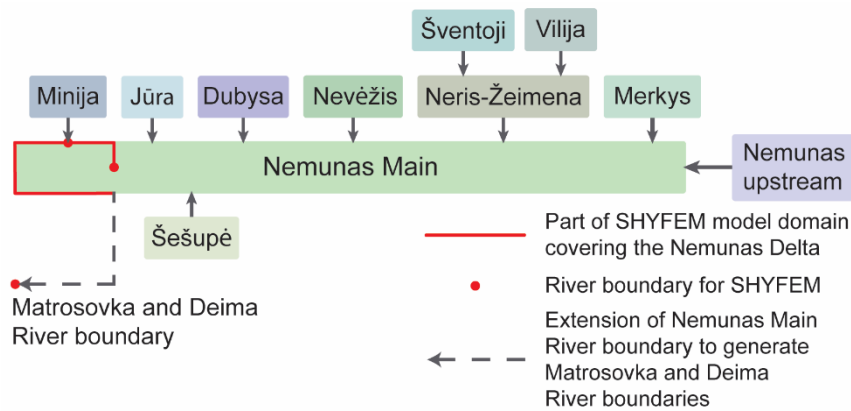 Šventoji
Vilija
Minija
Jūra
Dubysa
Nevėžis
Neris-Žeimena
Merkys
Nemunas Main
Nemunas
upstream
Šešupė
Matrosovka and Deima
River boundary
Part of SHYFEM model domain
covering the Nemunas Delta
River boundary for SHYFEM
Extension of Nemunas Main
River boundary to generate
Matrosovka and Deima
River boundaries